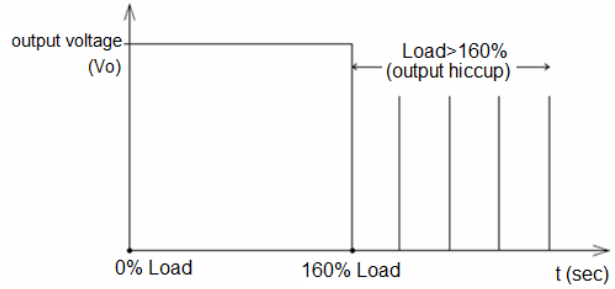 output voltage
(Vo)
Load>160%
(output hiccup)
0% Load
160% Load
t (sec)